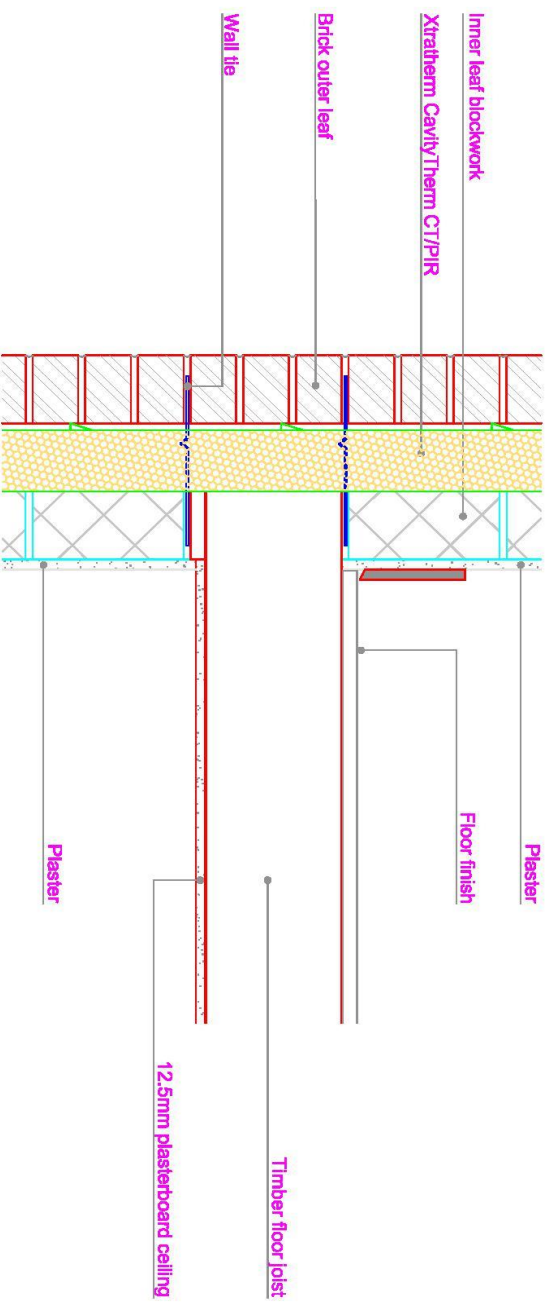 Inner leaf blockwork
Xtratherm CavityTherm CT/PIR
Brick outer leaf
Wall tie
Plaster
Floor finish
Timber floor joist
12.5mm plasterboard ceiling
Plaster